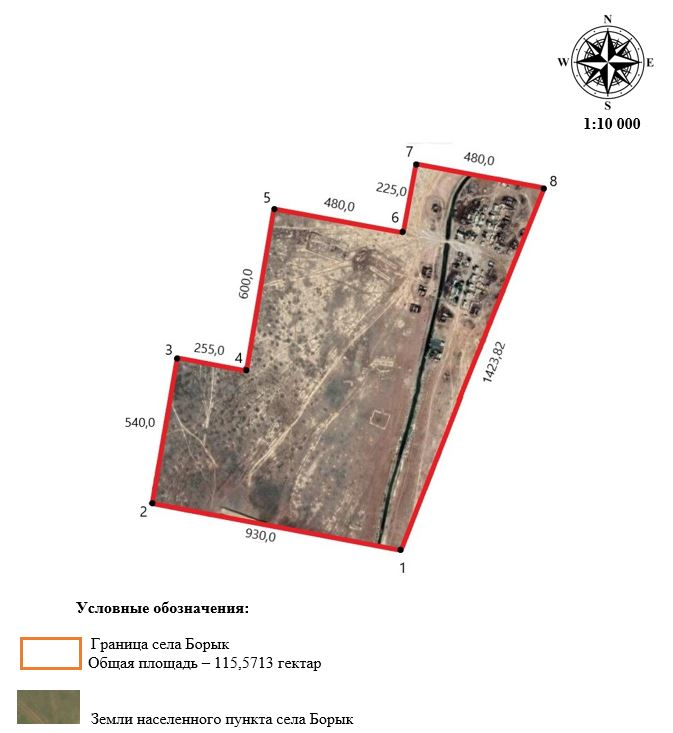 N
W E
S
1:10 000
7
480,0
8
225,0
5
480,0
6
600,0
3
255,0
4
1423,82
540,0
2
930,0
1
Условные обозначения:
Граница села Борык
Общая площадь – 115,5713 гектар
Земли населенного пункта села Борык